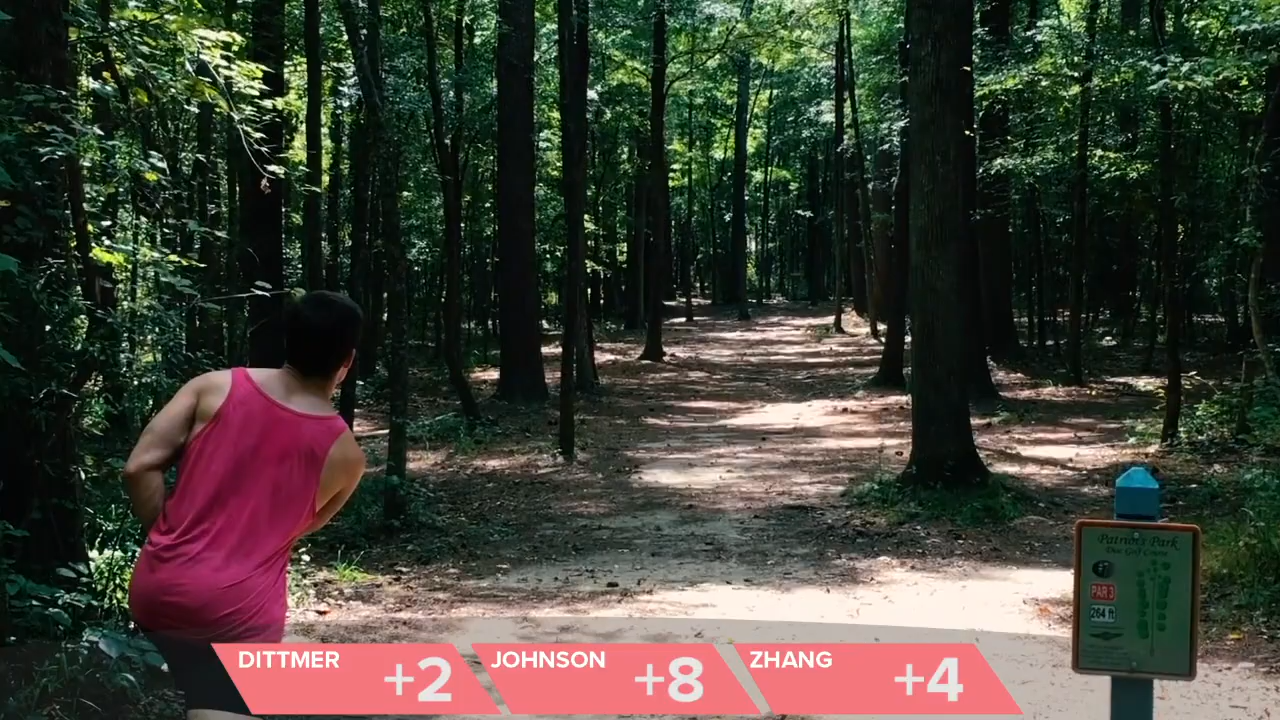 Patriots Park
Disc Golf Course
PAR 3
264 ft
DITTMER
+2
JOHNSON
+8
ZHANG
+4